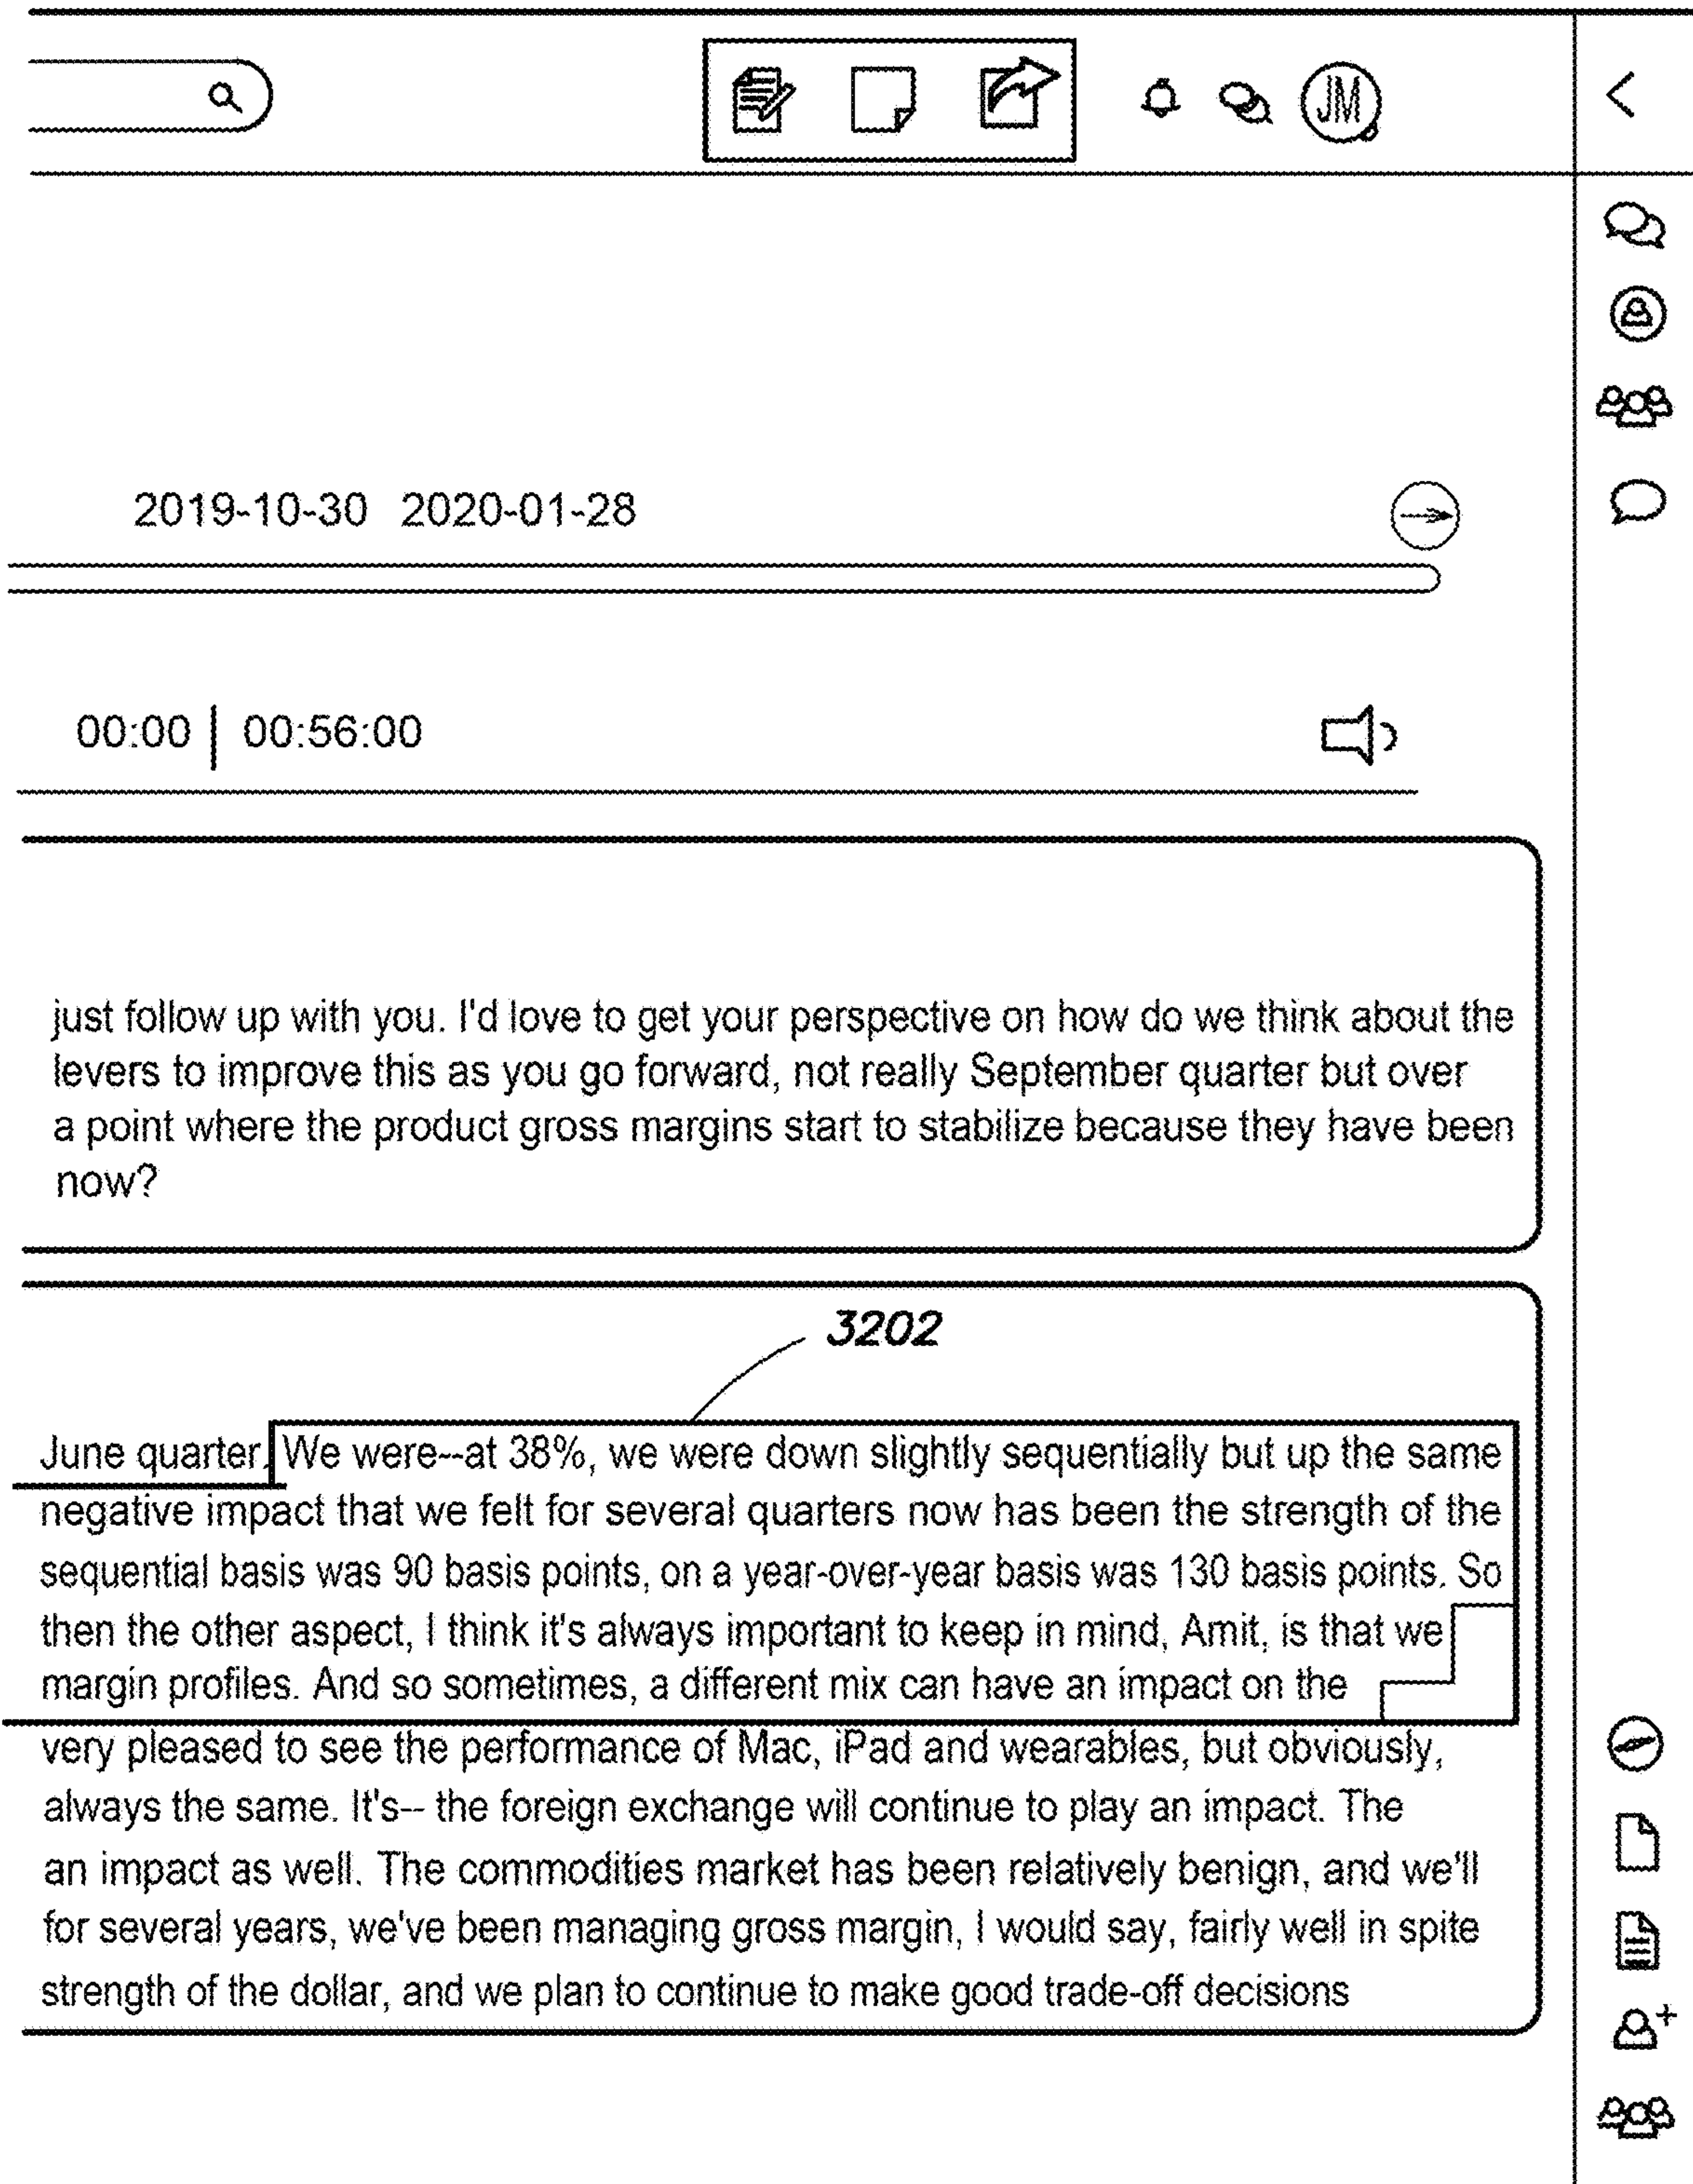 JM
2019-10-30 2020-01-28
00:00 | 00:56:00
just follow up with you. I'd love to get your perspective on how do we think about the
levers to improve this as you go forward, not really September quarter but over
a point where the product gross margins start to stabilize because they have been
now?
3202
June quarter. We were--at 38%, we were down slightly sequentially but up the same
negative impact that we felt for several quarters now has been the strength of the
sequential basis was 90 basis points, on a year-over-year basis was 130 basis points. So
then the other aspect, I think it's always important to keep in mind, Amit, is that we
margin profiles. And so sometimes, a different mix can have an impact on the
very pleased to see the performance of Mac, iPad and wearables, but obviously,
always the same. It's-- the foreign exchange will continue to play an impact. The
an impact as well. The commodities market has been relatively benign, and we'll
for several years, we've been managing gross margin, I would say, fairly well in spite
strength of the dollar, and we plan to continue to make good trade-off decisions